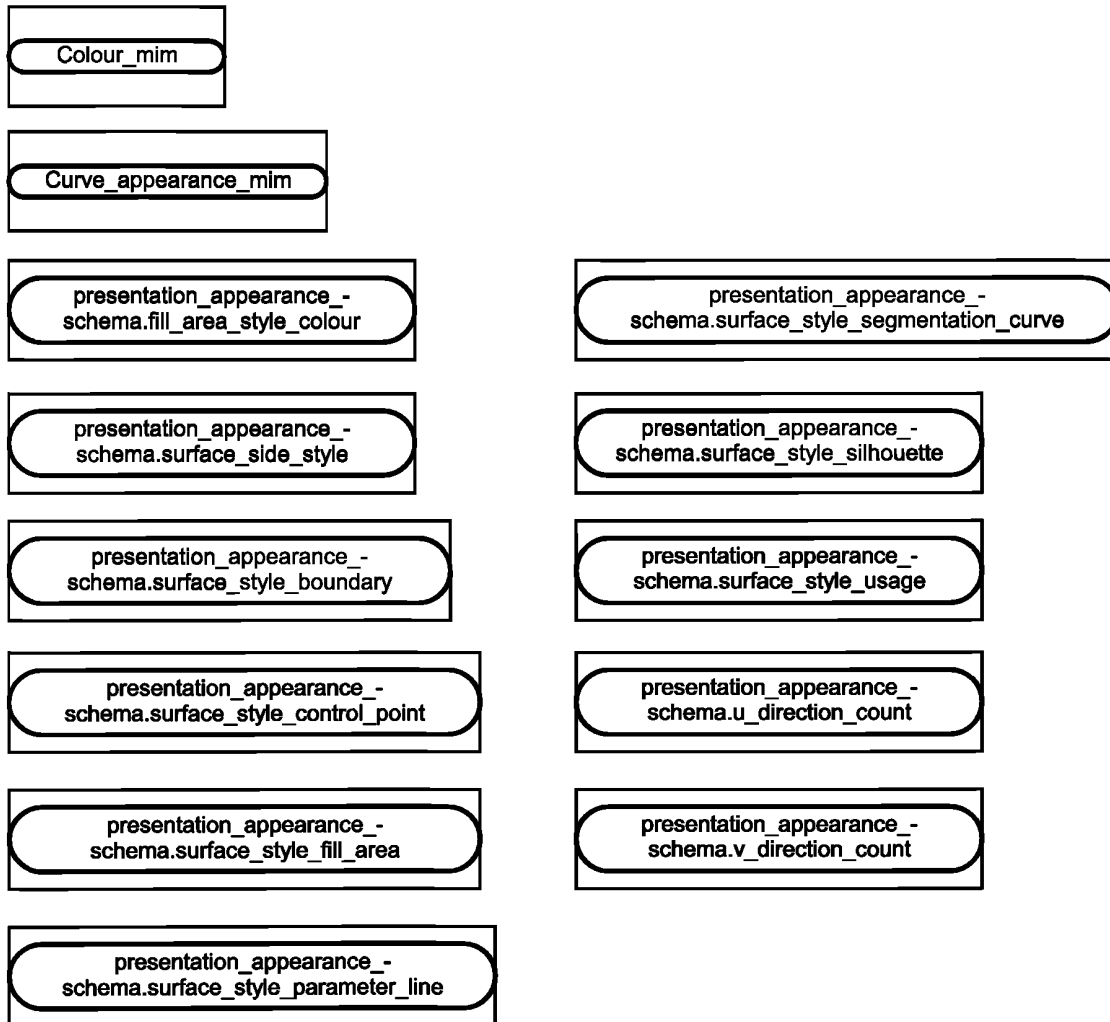 Colour_mim
Curve_appearance_mim
presentation_appearance_-
schema.fill_area_style_colour
presentation_appearance_-
schema.surface_side_style
presentation_appearance_-
schema.surface_style_boundary
presentation_appearance_-
schema.surface_style_control_point
presentation_appearance_-
schema.surface_style_fill_area
presentation_appearance_-
schema.surface_style_parameter_line
presentation_appearance_-
schema.surface_style_segmentation_curve
presentation_appearance_-
schema.surface_style_silhouette
presentation_appearance_-
schema.surface_style_usage
presentation_appearance_-
schema.u_direction_count
presentation_appearance_-
schema.v_direction_count